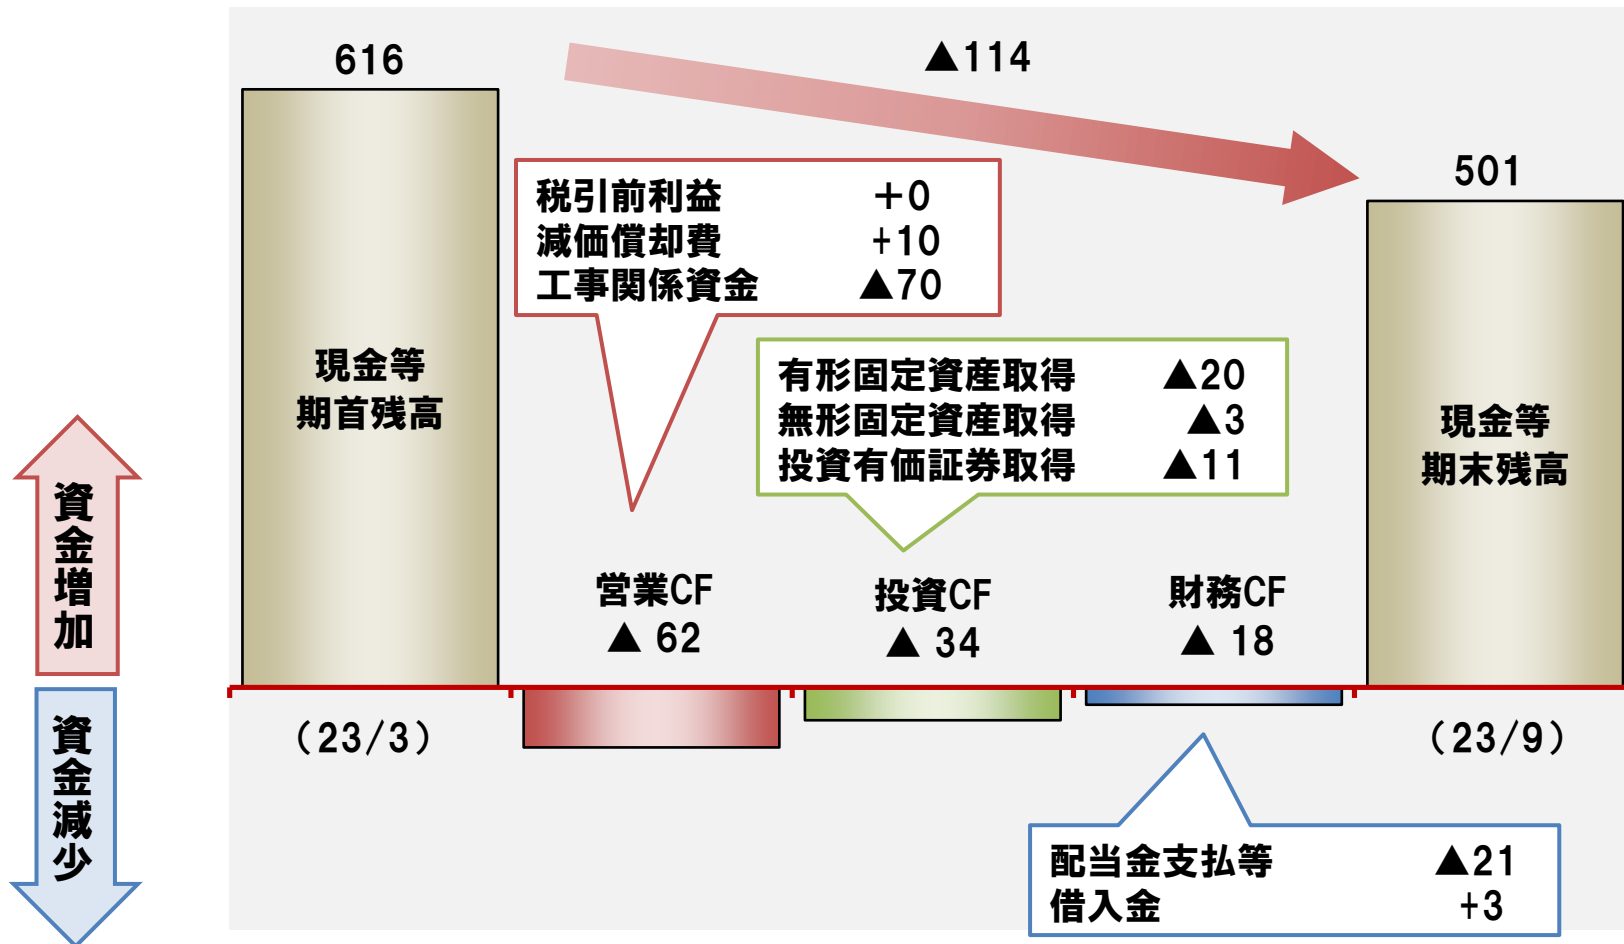 616
▲114
501
税引前利益 +0
減価償却費 +10
工事関係資金 ▲70
現金等
期首残高
有形固定資産取得 ▲20
無形固定資産取得 ▲3
投資有価証券取得 ▲11
現金等
期末残高
資金増加
営業CF
▲ 62
投資CF
▲ 34
財務CF
▲ 18
資金減少
（23/3）
（23/9）
配当金支払等 ▲21
借入金 +3